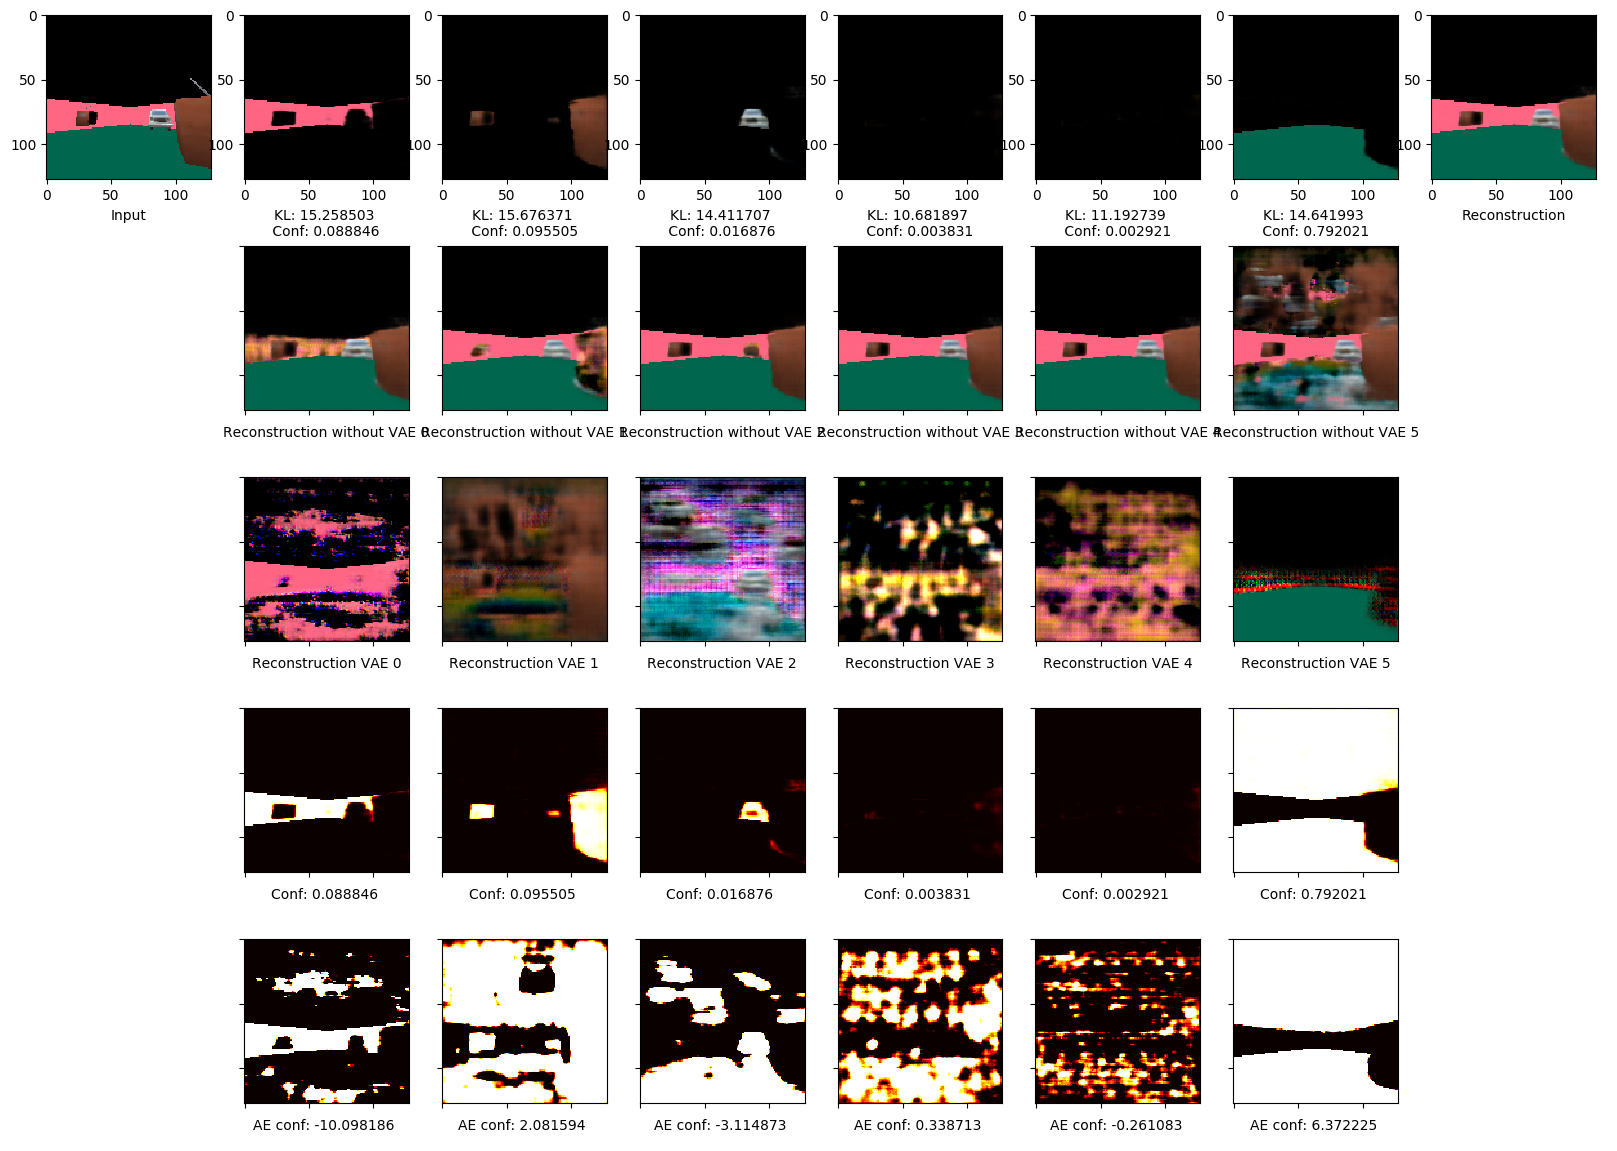 0
50
100
0
50
100
Input
0
50
100
0
50
100
KL: 15.258503
Conf: 0.088846
0
50
100
0
50
100
KL: 15.676371
Conf: 0.095505
0
50
100
0
50
100
KL: 14.411707
Conf: 0.016876
0
50
100
0
50
100
KL: 10.681897
Conf: 0.003831
0
50
100
0
50
100
KL: 11.192739
Conf: 0.002921
0
50
100
0
50
100
KL: 14.641993
Conf: 0.792021
0
50
100
0
50
100
Reconstruction
Reconstruction without VAE 0
Reconstruction without VAE 1
Reconstruction without VAE 2
Reconstruction without VAE 3
Reconstruction without VAE 4
Reconstruction without VAE 5
Reconstruction VAE 0
Reconstruction VAE 1
Reconstruction VAE 2
Reconstruction VAE 3
Reconstruction VAE 4
Reconstruction VAE 5
Conf: 0.088846
Conf: 0.095505
Conf: 0.016876
Conf: 0.003831
Conf: 0.002921
Conf: 0.792021
AE conf: -10.098186
AE conf: 2.081594
AE conf: -3.114873
AE conf: 0.338713
AE conf: -0.261083
AE conf: 6.372225